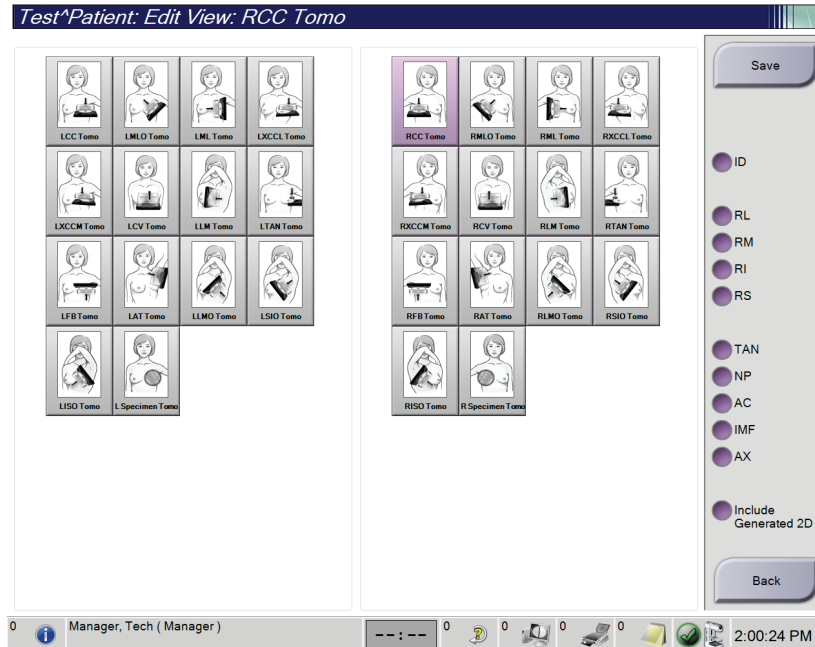 Test^Patient: Edit View: RCC Tomo
LCC Tomo LMLO Tomo LML Tomo LXCCL Tomo
LXCCM Tomo LCV Tomo LLM Tomo LTAN Tomo
LFB Tomo LAT Tomo LLMO Tomo LSIO Tomo
LISO Tomo L Specimen Tomo
RCC Tomo RMLO Tomo RML Tomo RXCCL Tomo
RXCCM Tomo RCV Tomo RLM Tomo RTAN Tomo
RFB Tomo RAT Tomo RLMO Tomo RSIO Tomo
RISO Tomo R Specimen Tomo
Save
ID
RL
RM
RI
RS
TAN
NP
AC
IMF
AX
Include
Generated 2D
Back
0 Manager, Tech ( Manager ) --:-- 0 0 0 0 2:00:24 PM